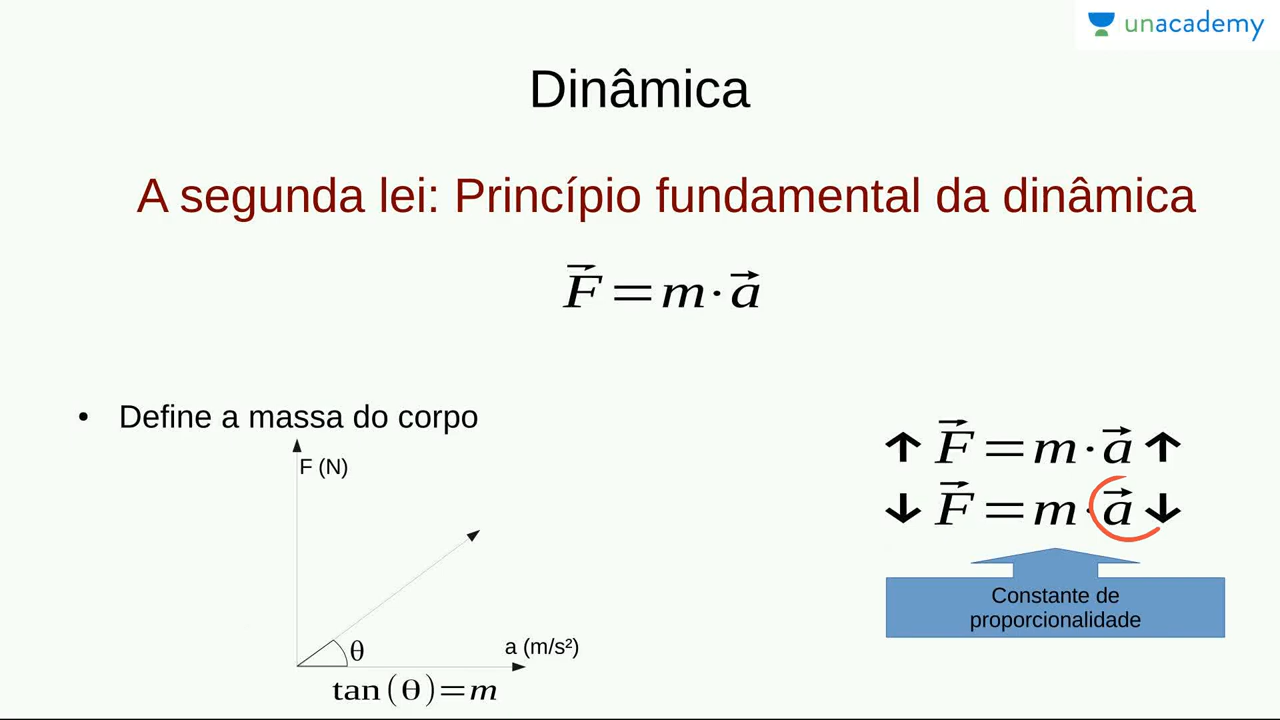 unacademy
Dinâmica
A segunda lei: Princípio fundamental da dinâmica
F⃗ = m · a⃗
• Define a massa do corpo
F (N)
θ
a (m/s²)
tan (θ) = m
↑ F⃗ = m · a⃗ ↑
↓ F⃗ = m · a⃗ ↓
Constante de
proporcionalidade